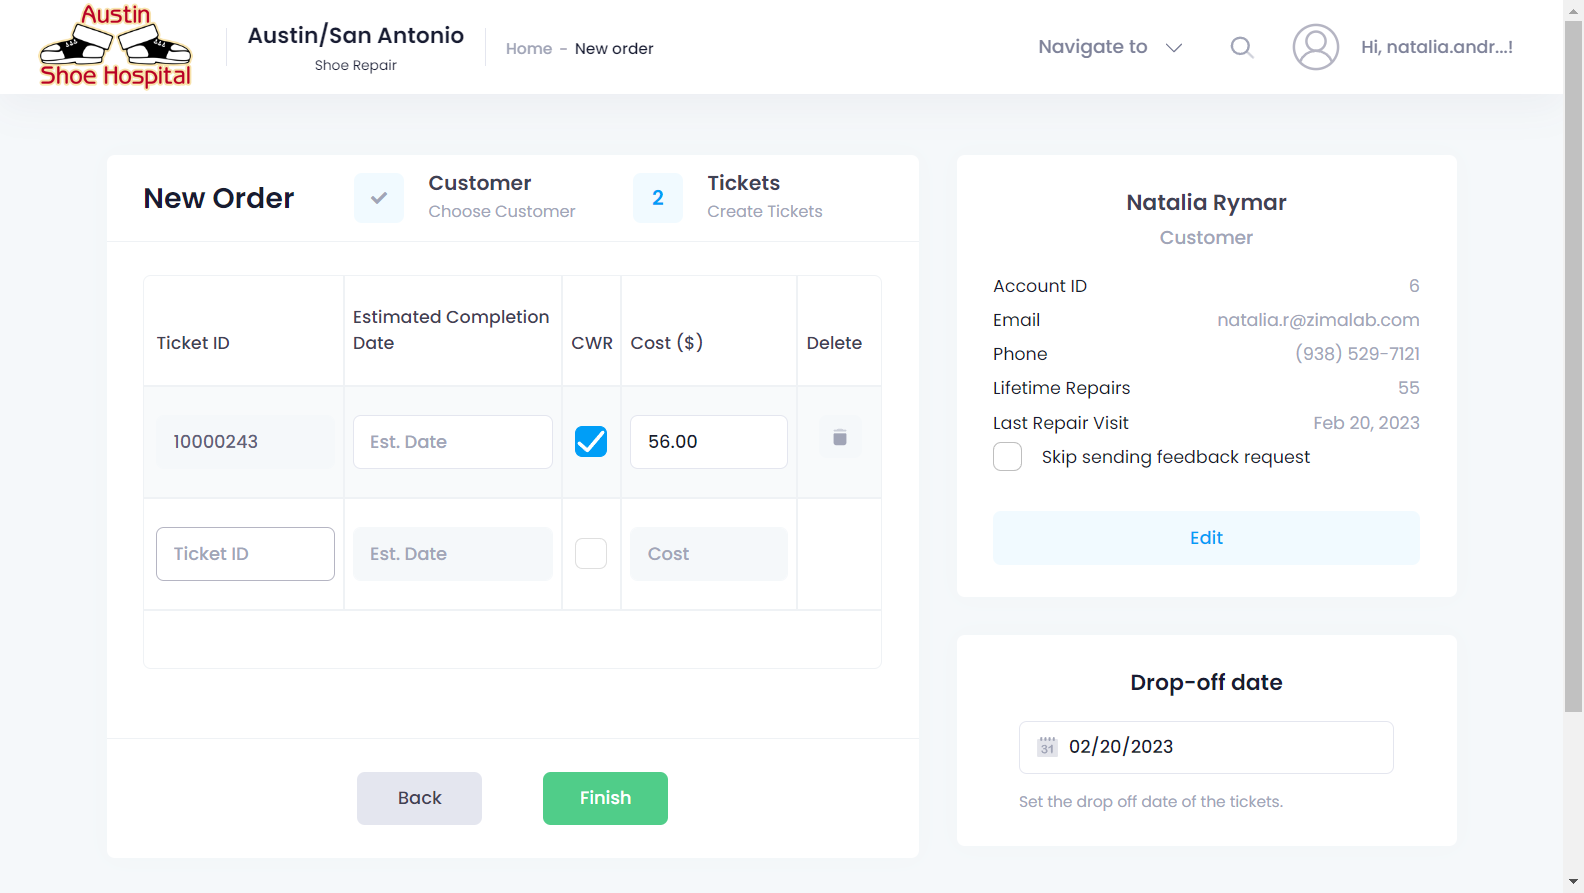 Austin
Shoe Hospital
Austin/San Antonio
Shoe Repair
Home - New order
Navigate to
Hi, natalia.andr...!
New Order
Customer
Choose Customer
2
Tickets
Create Tickets
Ticket ID
Estimated Completion
Date
CWR
Cost ($)
Delete
10000243
Est. Date
56.00
Ticket ID
Est. Date
Cost
Back
Finish
Natalia Rymar
Customer
Account ID 6
Email natalia.r@zimalab.com
Phone (938) 529-7121
Lifetime Repairs 55
Last Repair Visit Feb 20, 2023
Skip sending feedback request
Edit
Drop-off date
31 02/20/2023
Set the drop off date of the tickets.